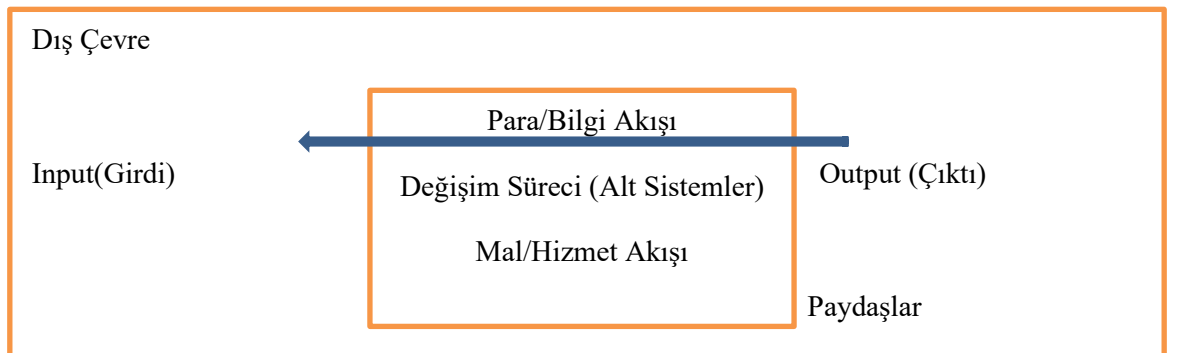 Dış Çevre
Para/Bilgi Akışı
Input(Girdi)
Değişim Süreci (Alt Sistemler)
Output (Çıktı)
Mal/Hizmet Akışı
Paydaşlar